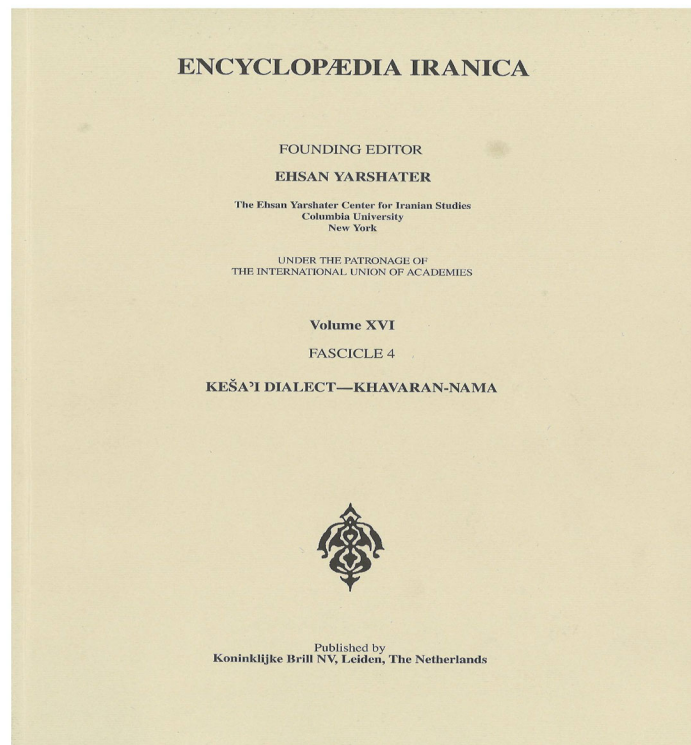 ENCYCLOPÆDIA IRANICA
FOUNDING EDITOR
EHSAN YARSHATER
The Ehsan Yarshater Center for Iranian Studies
Columbia University
New York
UNDER THE PATRONAGE OF
THE INTERNATIONAL UNION OF ACADEMIES
Volume XVI
FASCICLE 4
KEŠAʾI DIALECT—KHAVARAN-NAMA
Published by
Koninklijke Brill NV, Leiden, The Netherlands